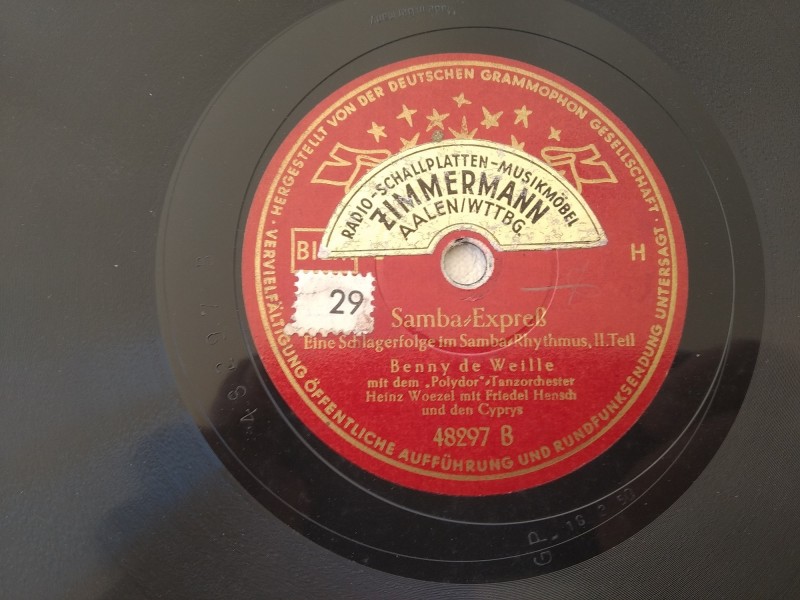 HERGESTELLT VON DER DEUTSCHEN GRAMMOPHON GESELLSCHAFT ·
VERVIELFÄLTIGUNG ÖFFENTLICHE AUFFÜHRUNG UND RUNDFUNKSENDUNG UNTERSAGT ·
RADIO-SCHALLPLATTEN-MUSIKMÖBEL
ZIMMERMANN
AALEN/WTTBG.
H
29
Samba-Expreß
Eine Schlagerfolge im Samba-Rhythmus, II. Teil
Benny de Weille
mit dem „Polydor"-Tanzorchester
Heinz Woezel mit Friedel Hensch
und den Cyprys
48297 B